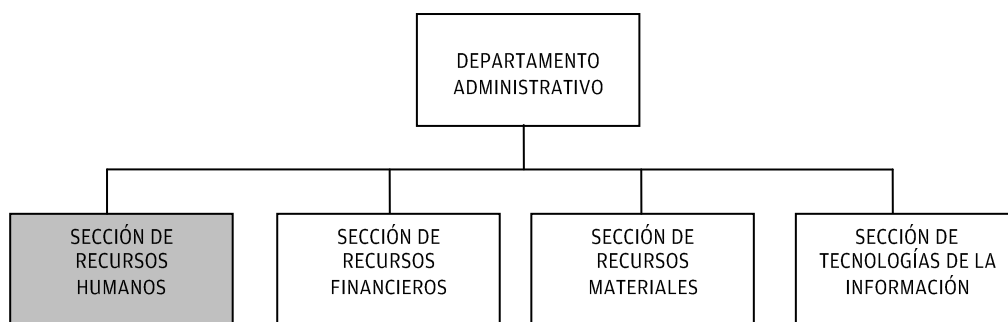 DEPARTAMENTO
ADMINISTRATIVO
SECCIÓN DE
RECURSOS
HUMANOS
SECCIÓN DE
RECURSOS
FINANCIEROS
SECCIÓN DE
RECURSOS
MATERIALES
SECCIÓN DE
TECNOLOGÍAS DE LA
INFORMACIÓN